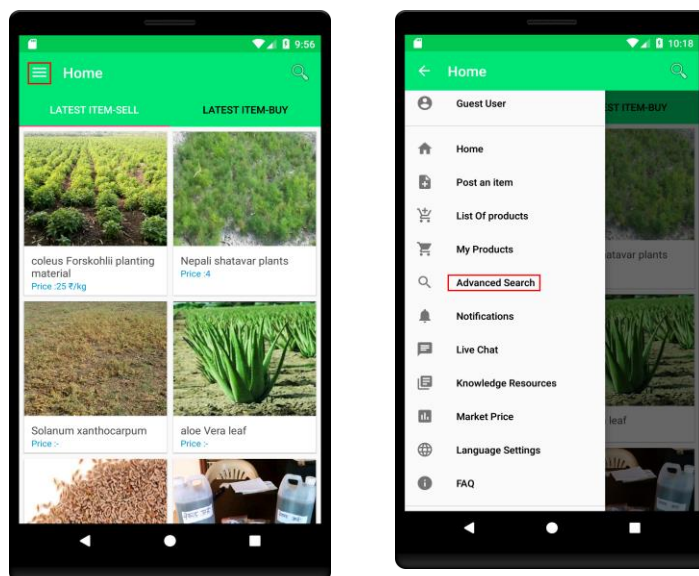 9:56
Home
LATEST ITEM-SELL
LATEST ITEM-BUY
coleus Forskohlii planting
material
Price :25 ₹/kg
Nepali shatavar plants
Price :4
Solanum xanthocarpum
Price :-
aloe Vera leaf
Price :-
10:18
Home
Guest User
EST ITEM-BUY
Home
Post an item
List Of products
My Products
atavar plants
Advanced Search
Notifications
Live Chat
Knowledge Resources
Market Price
leaf
Language Settings
FAQ